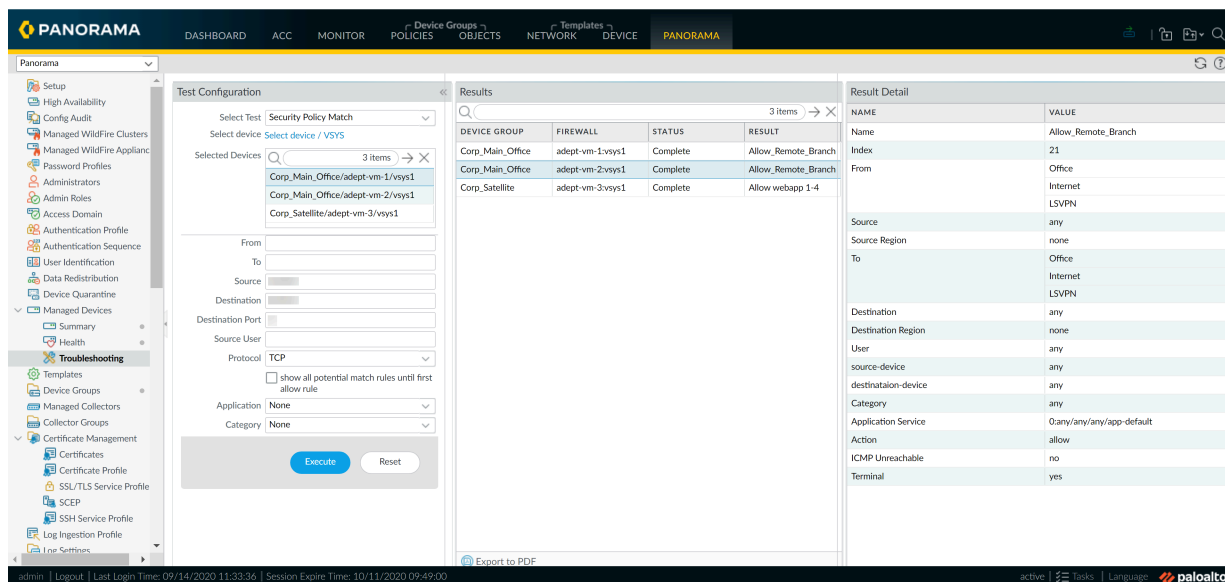 PANORAMA
DASHBOARD
ACC
MONITOR
Device Groups
POLICIES
OBJECTS
Templates
NETWORK
DEVICE
PANORAMA
Panorama
Setup
High Availability
Config Audit
Managed WildFire Clusters
Managed WildFire Applianc
Password Profiles
Administrators
Admin Roles
Access Domain
Authentication Profile
Authentication Sequence
User Identification
Data Redistribution
Device Quarantine
Managed Devices
Summary
Health
Troubleshooting
Templates
Device Groups
Managed Collectors
Collector Groups
Certificate Management
Certificates
Certificate Profile
SSL/TLS Service Profile
SCEP
SSH Service Profile
Log Ingestion Profile
Log Settings
Test Configuration
Select Test Security Policy Match
Select device Select device / VSYS
Selected Devices 3 items
Corp_Main_Office/adept-vm-1/vsys1
Corp_Main_Office/adept-vm-2/vsys1
Corp_Satellite/adept-vm-3/vsys1
From
To
Source
Destination
Destination Port
Source User
Protocol TCP
show all potential match rules until first
allow rule
Application None
Category None
Execute Reset
Results
3 items
DEVICE GROUP FIREWALL STATUS RESULT
Corp_Main_Office adept-vm-1:vsys1 Complete Allow_Remote_Branch
Corp_Main_Office adept-vm-2:vsys1 Complete Allow_Remote_Branch
Corp_Satellite adept-vm-3:vsys1 Complete Allow webapp 1-4
Export to PDF
Result Detail
NAME VALUE
Name Allow_Remote_Branch
Index 21
From Office
Internet
LSVPN
Source any
Source Region none
To Office
Internet
LSVPN
Destination any
Destination Region none
User any
source-device any
destinataion-device any
Category any
Application Service 0:any/any/any/app-default
Action allow
ICMP Unreachable no
Terminal yes
admin | Logout | Last Login Time: 09/14/2020 11:33:36 | Session Expire Time: 10/11/2020 09:49:00
active | Tasks | Language paloalto